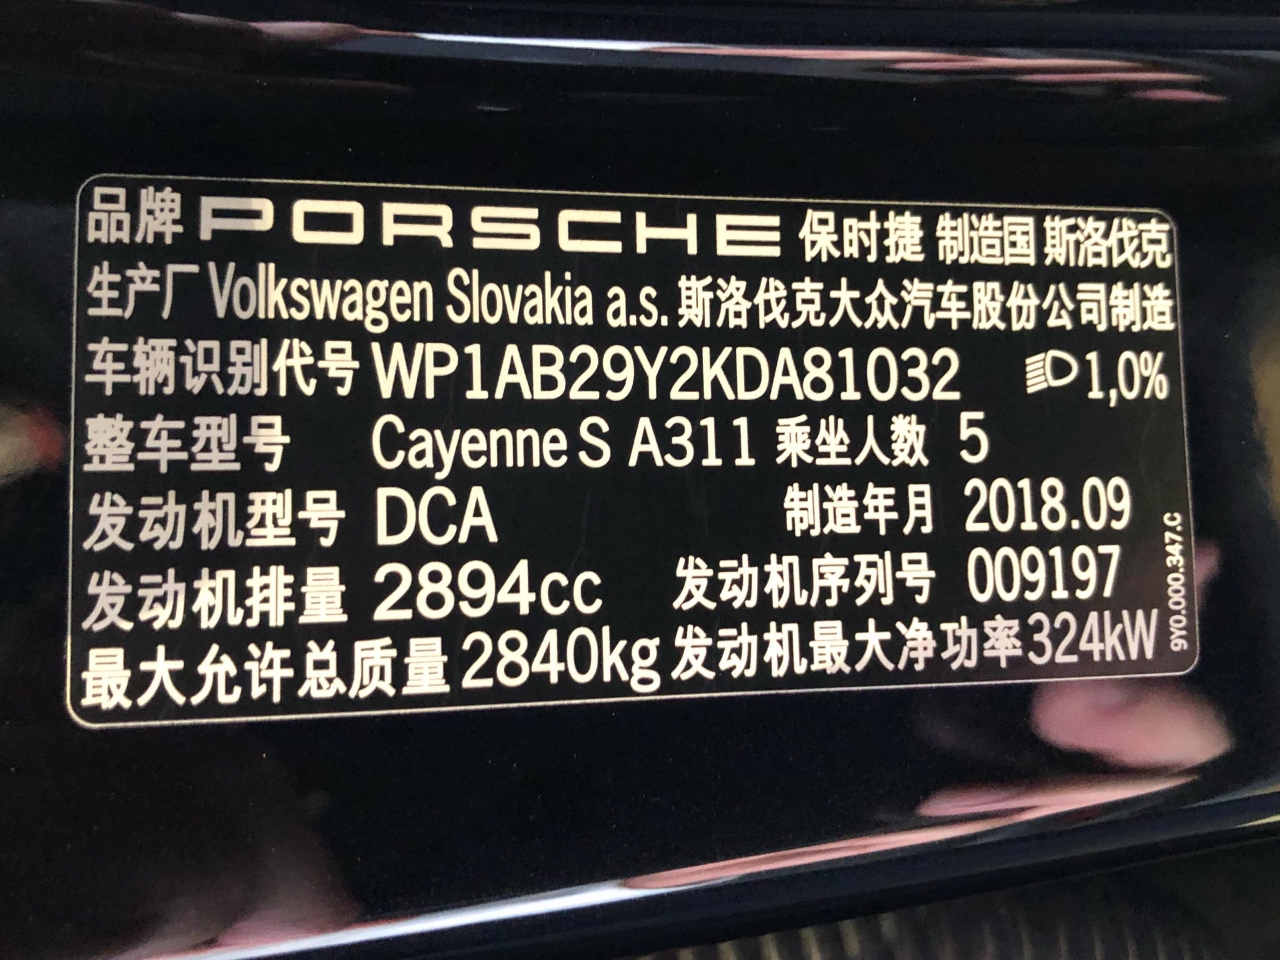 品牌 PORSCHE 保时捷 制造国 斯洛伐克
生产厂 Volkswagen Slovakia a.s. 斯洛伐克大众汽车股份公司制造
车辆识别代号 WP1AB29Y2KDA81032 1,0%
整车型号 Cayenne S A311 乘坐人数 5
发动机型号 DCA 制造年月 2018.09
发动机排量 2894cc 发动机序列号 009197
最大允许总质量 2840kg 发动机最大净功率 324kW
9Y0.000.347.C